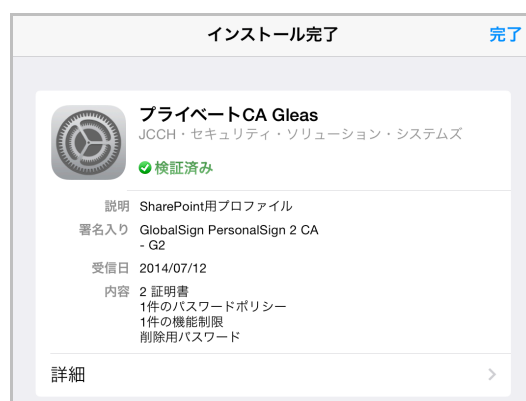 インストール完了
完了
プライベートCA Gleas
JCCH・セキュリティ・ソリューション・システムズ
検証済み
説明 SharePoint用プロファイル
署名入り GlobalSign PersonalSign 2 CA
- G2
受信日 2014/07/12
内容 2 証明書
1件のパスワードポリシー
1件の機能制限
削除用パスワード
詳細